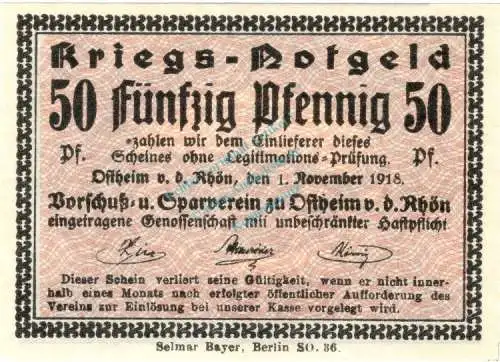 Kriegs-Notgeld
50 Fünfzig Pfennig 50
Pf. zahlen wir dem Einlieferer dieses Pf.
Scheines ohne Legitimations-Prüfung.
Ostheim v. d. Rhön, den 1. November 1918.
Vorschuß- u. Sparverein zu Ostheim v. d. Rhön
eingetragene Genossenschaft mit unbeschränkter Haftpflicht
Dieser Schein verliert seine Gültigkeit, wenn er nicht inner-
halb eines Monats nach erfolgter öffentlicher Aufforderung des
Vereins zur Einlösung bei unserer Kasse vorgelegt wird.
Selmar Bayer, Berlin SO. 36.